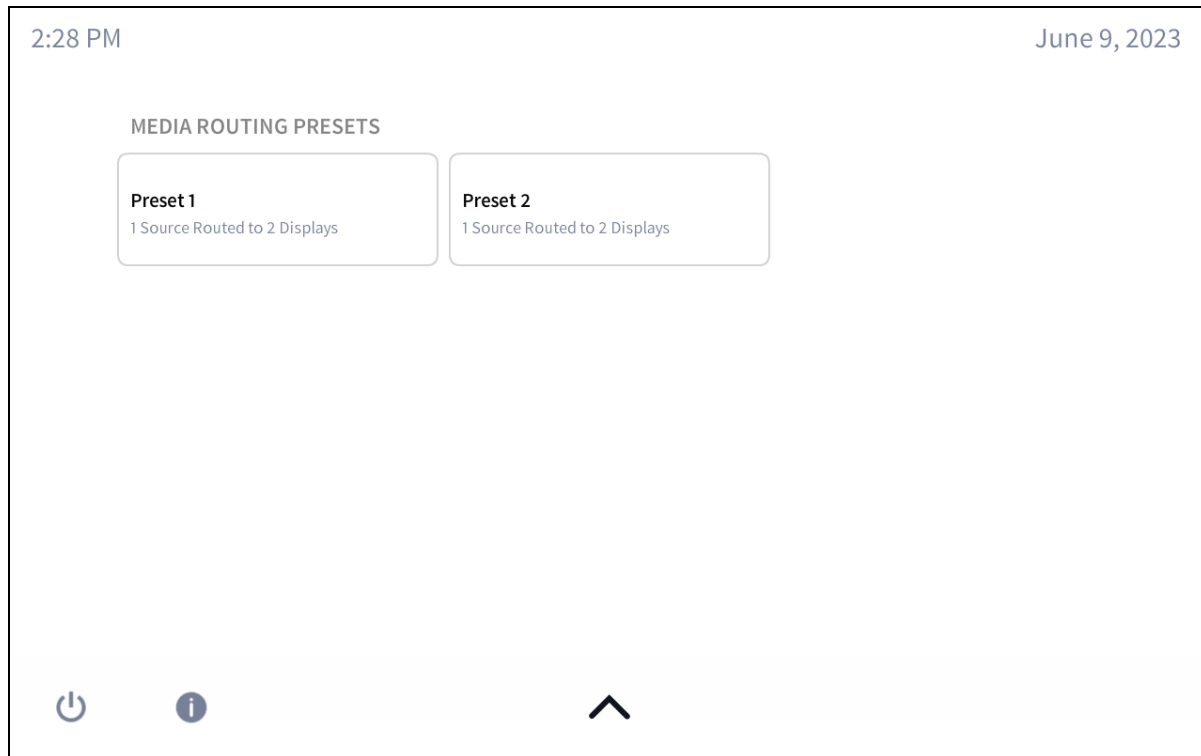 2:28 PM
June 9, 2023
MEDIA ROUTING PRESETS
Preset 1
1 Source Routed to 2 Displays
Preset 2
1 Source Routed to 2 Displays
i